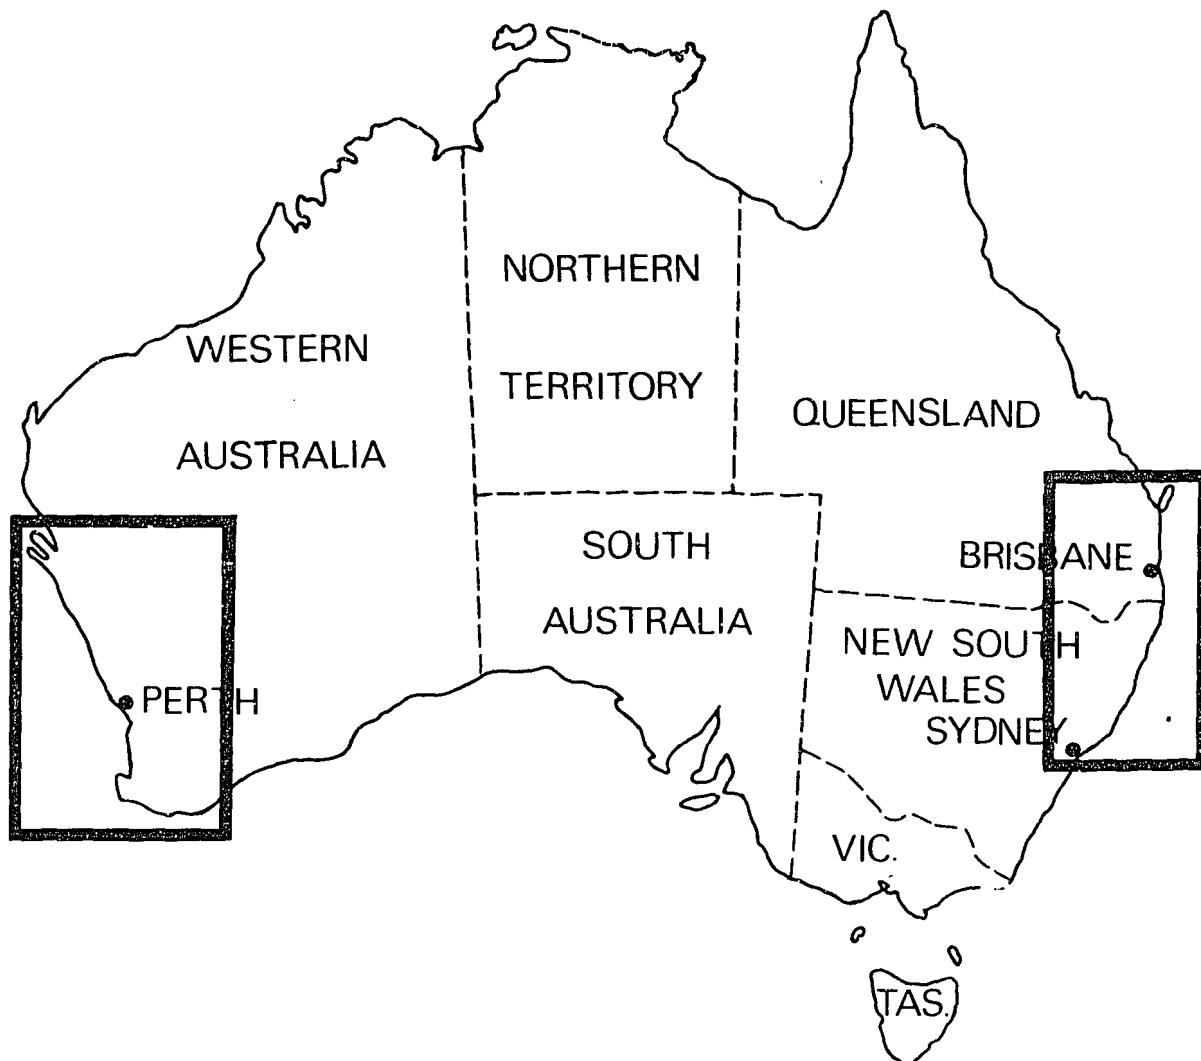 NORTHERN
TERRITORY
WESTERN
AUSTRALIA
QUEENSLAND
SOUTH
AUSTRALIA
BRISBANE
NEW SOUTH
WALES
SYDNEY
PERTH
VIC.
TAS.